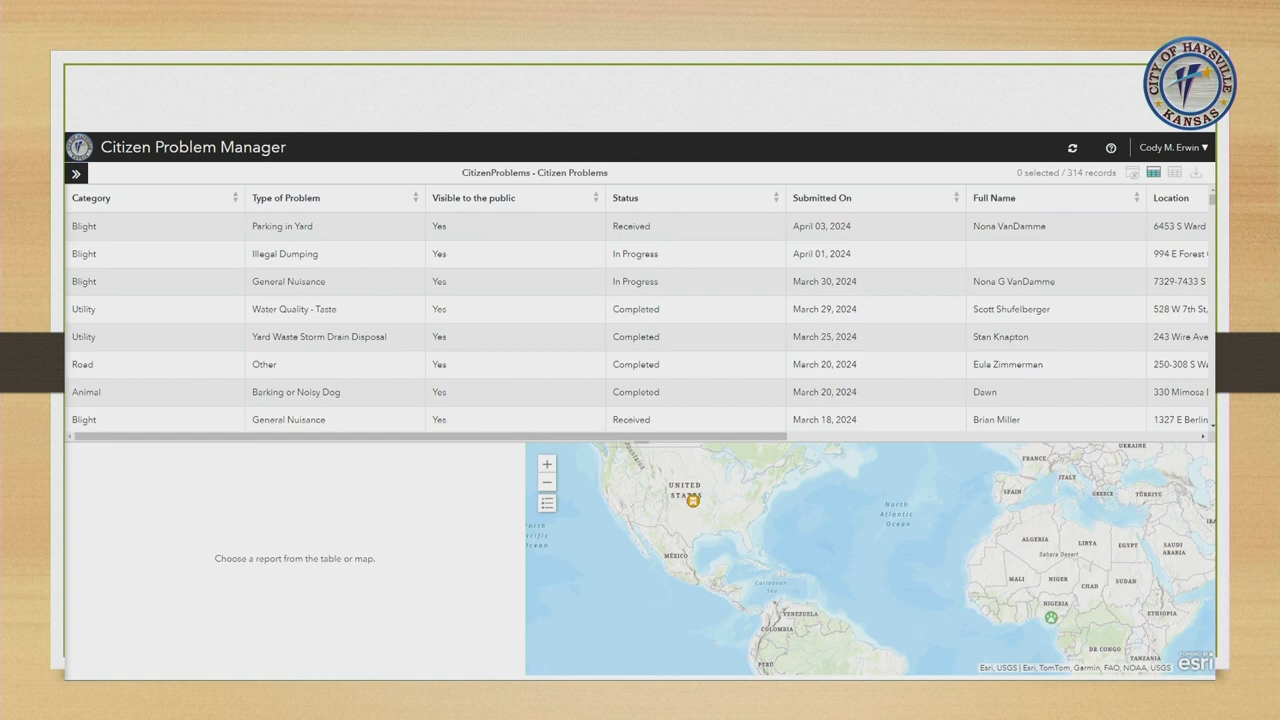 CITY OF HAYSVILLE
KANSAS
Citizen Problem Manager
Cody M. Erwin
CitizenProblems - Citizen Problems
0 selected / 314 records
Category Type of Problem Visible to the public Status Submitted On Full Name Location
Blight Parking in Yard Yes Received April 03, 2024 Nona VanDamme 6453 S Ward
Blight Illegal Dumping Yes In Progress April 01, 2024 994 E Forest
Blight General Nuisance Yes In Progress March 30, 2024 Nona G VanDamme 7329-7433 S
Utility Water Quality - Taste Yes Completed March 29, 2024 Scott Shufelberger 528 W 7th St,
Utility Yard Waste Storm Drain Disposal Yes Completed March 25, 2024 Stan Knapton 243 Wire Ave
Road Other Yes Completed March 20, 2024 Eula Zimmerman 250-308 S Wa
Animal Barking or Noisy Dog Yes Completed March 20, 2024 Dawn 330 Mimosa
Blight General Nuisance Yes Received March 18, 2024 Brian Miller 1327 E Berlin
Choose a report from the table or map.
UNITED
STATES
MÉXICO
North
Atlantic
Ocean
Caribbean
Sea
VENEZUELA
COLOMBIA
PERÚ
UKRAINE
FRANCE
ITALY
SPAIN
GREECE
TÜRKIYE
ALGERIA
LIBYA
EGYPT
SAUDI
ARABIA
Sahara Desert
MALI
NIGER
CHAD
SUDAN
NIGERIA
ETHIOPIA
DR CONGO
TANZANIA
Esri, USGS | Esri, TomTom, Garmin, FAO, NOAA, USGS
POWERED BY
esri